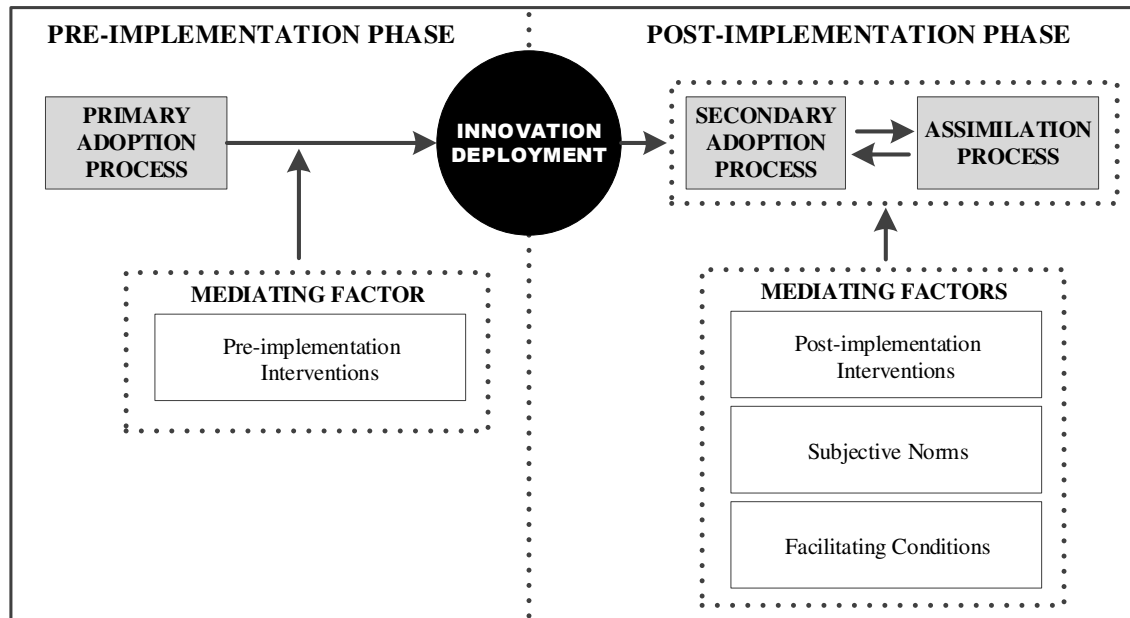 PRE-IMPLEMENTATION PHASE
POST-IMPLEMENTATION PHASE
PRIMARY
ADOPTION
PROCESS
INNOVATION
DEPLOYMENT
SECONDARY
ADOPTION
PROCESS
ASSIMILATION
PROCESS
MEDIATING FACTOR
Pre-implementation
Interventions
MEDIATING FACTORS
Post-implementation
Interventions
Subjective Norms
Facilitating Conditions